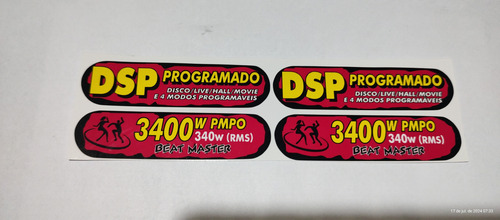 DSP PROGRAMADO
DISCO/LIVE/HALL/MOVIE
E 4 MODOS PROGRAMAVEIS
DSP PROGRAMADO
DISCO/LIVE/HALL/MOVIE
E 4 MODOS PROGRAMAVEIS
3400W PMPO
340W (RMS)
BEAT MASTER
3400W PMPO
340W (RMS)
BEAT MASTER